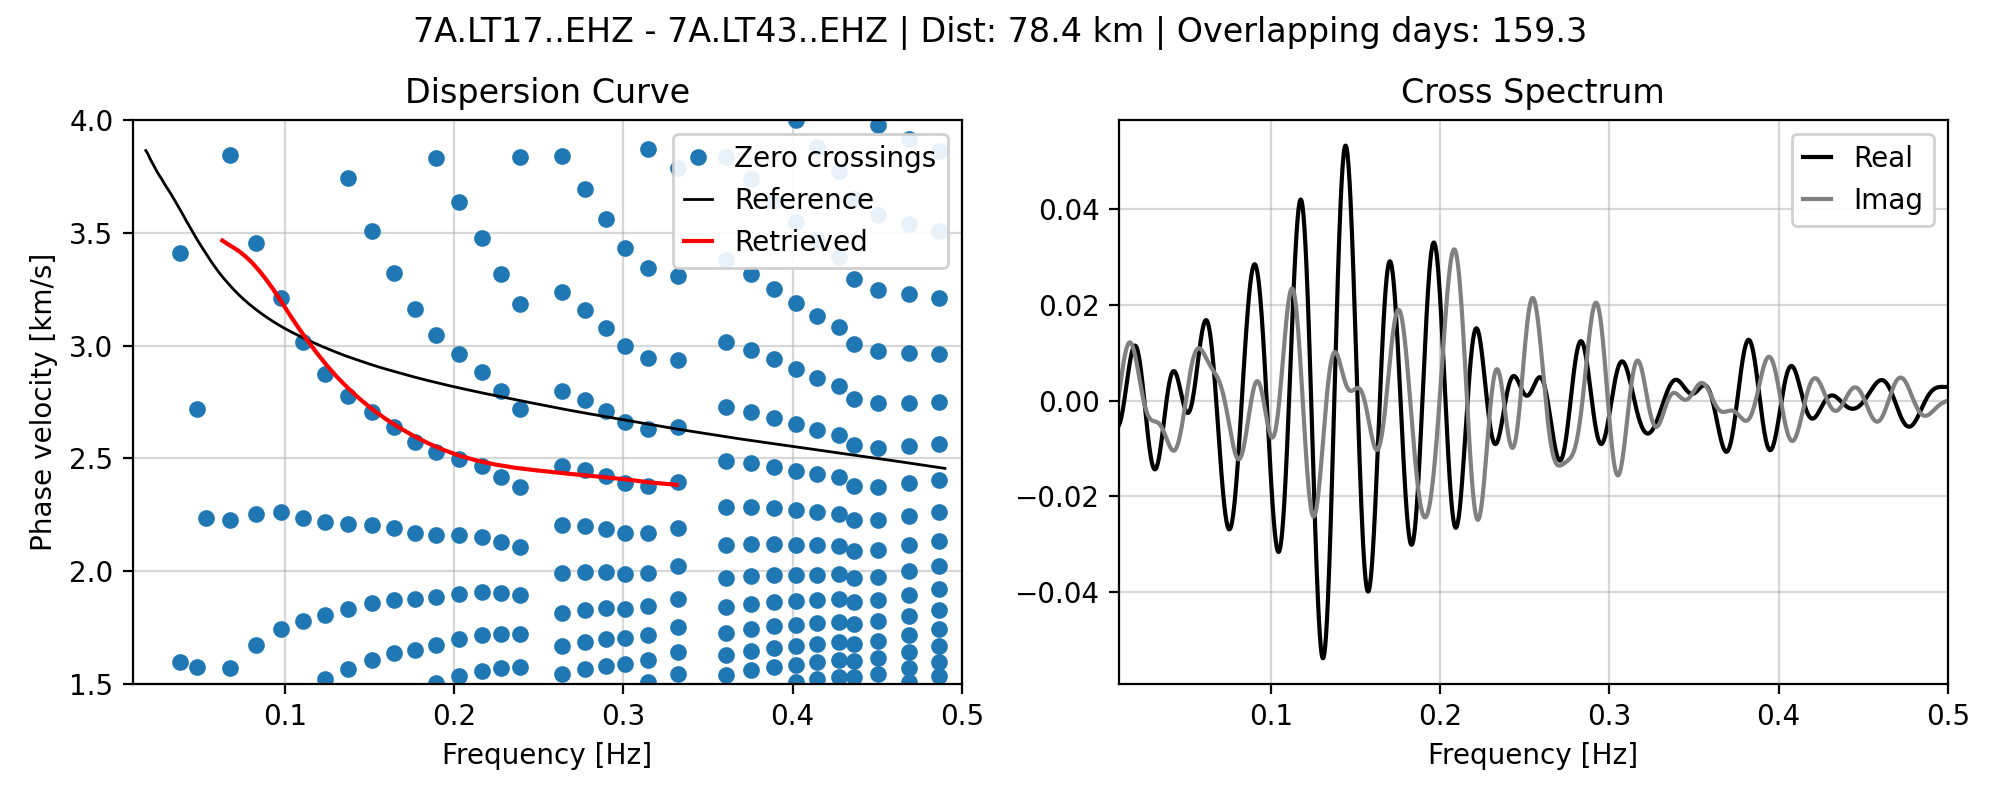 7A.LT17..EHZ - 7A.LT43..EHZ | Dist: 78.4 km | Overlapping days: 159.3
Dispersion Curve
Phase velocity [km/s]
4.0
3.5
3.0
2.5
2.0
1.5
Zero crossings
Reference
Retrieved
0.1
0.2
0.3
0.4
0.5
Frequency [Hz]
Cross Spectrum
0.04
0.02
0.00
−0.02
−0.04
Real
Imag
0.1
0.2
0.3
0.4
0.5
Frequency [Hz]